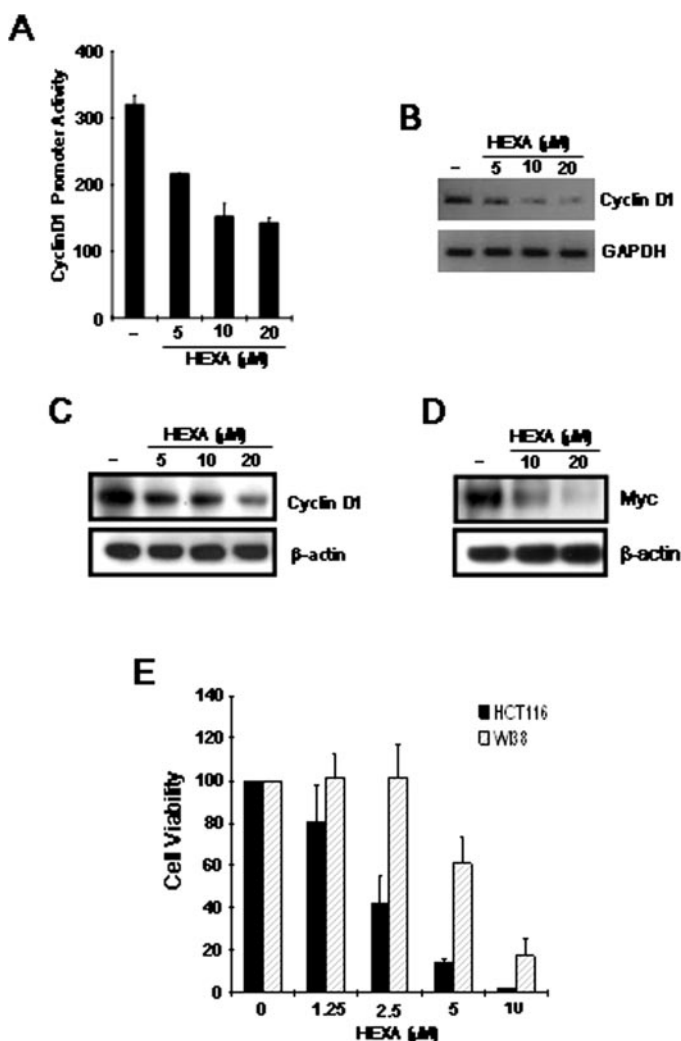 A
400
300
200
100
0
CyclinD1 Promoter Activity
– 5 10 20
HEXA (μM)
B
HEXA (μM)
– 5 10 20
Cyclin D1
GAPDH
C
HEXA (μM)
– 5 10 20
Cyclin D1
β-actin
D
HEXA (μM)
– 10 20
Myc
β-actin
E
140
120
100
80
60
40
20
0
Cell Viability
HCT116
WI38
0 1.25 2.5 5 10
HEXA (μM)